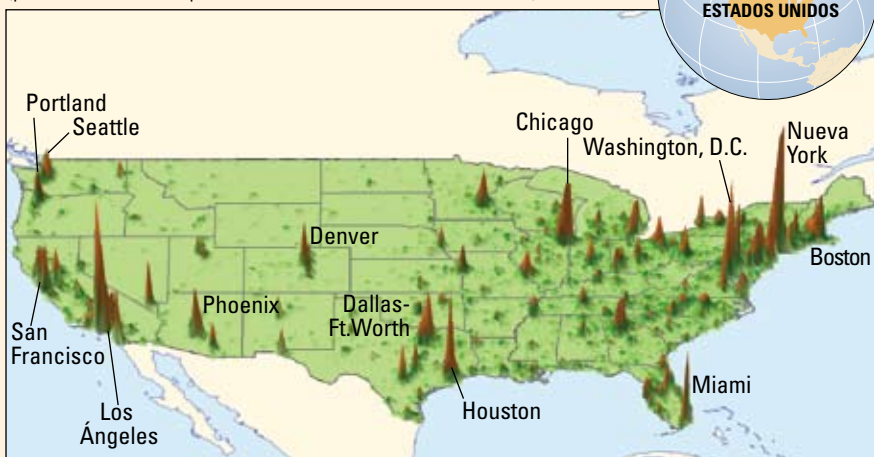 ESTADOS UNIDOS
Portland
Seattle
Chicago
Washington, D.C.
Nueva
York
Denver
Boston
Phoenix
Dallas-
Ft.Worth
San
Francisco
Miami
Los
Ángeles
Houston